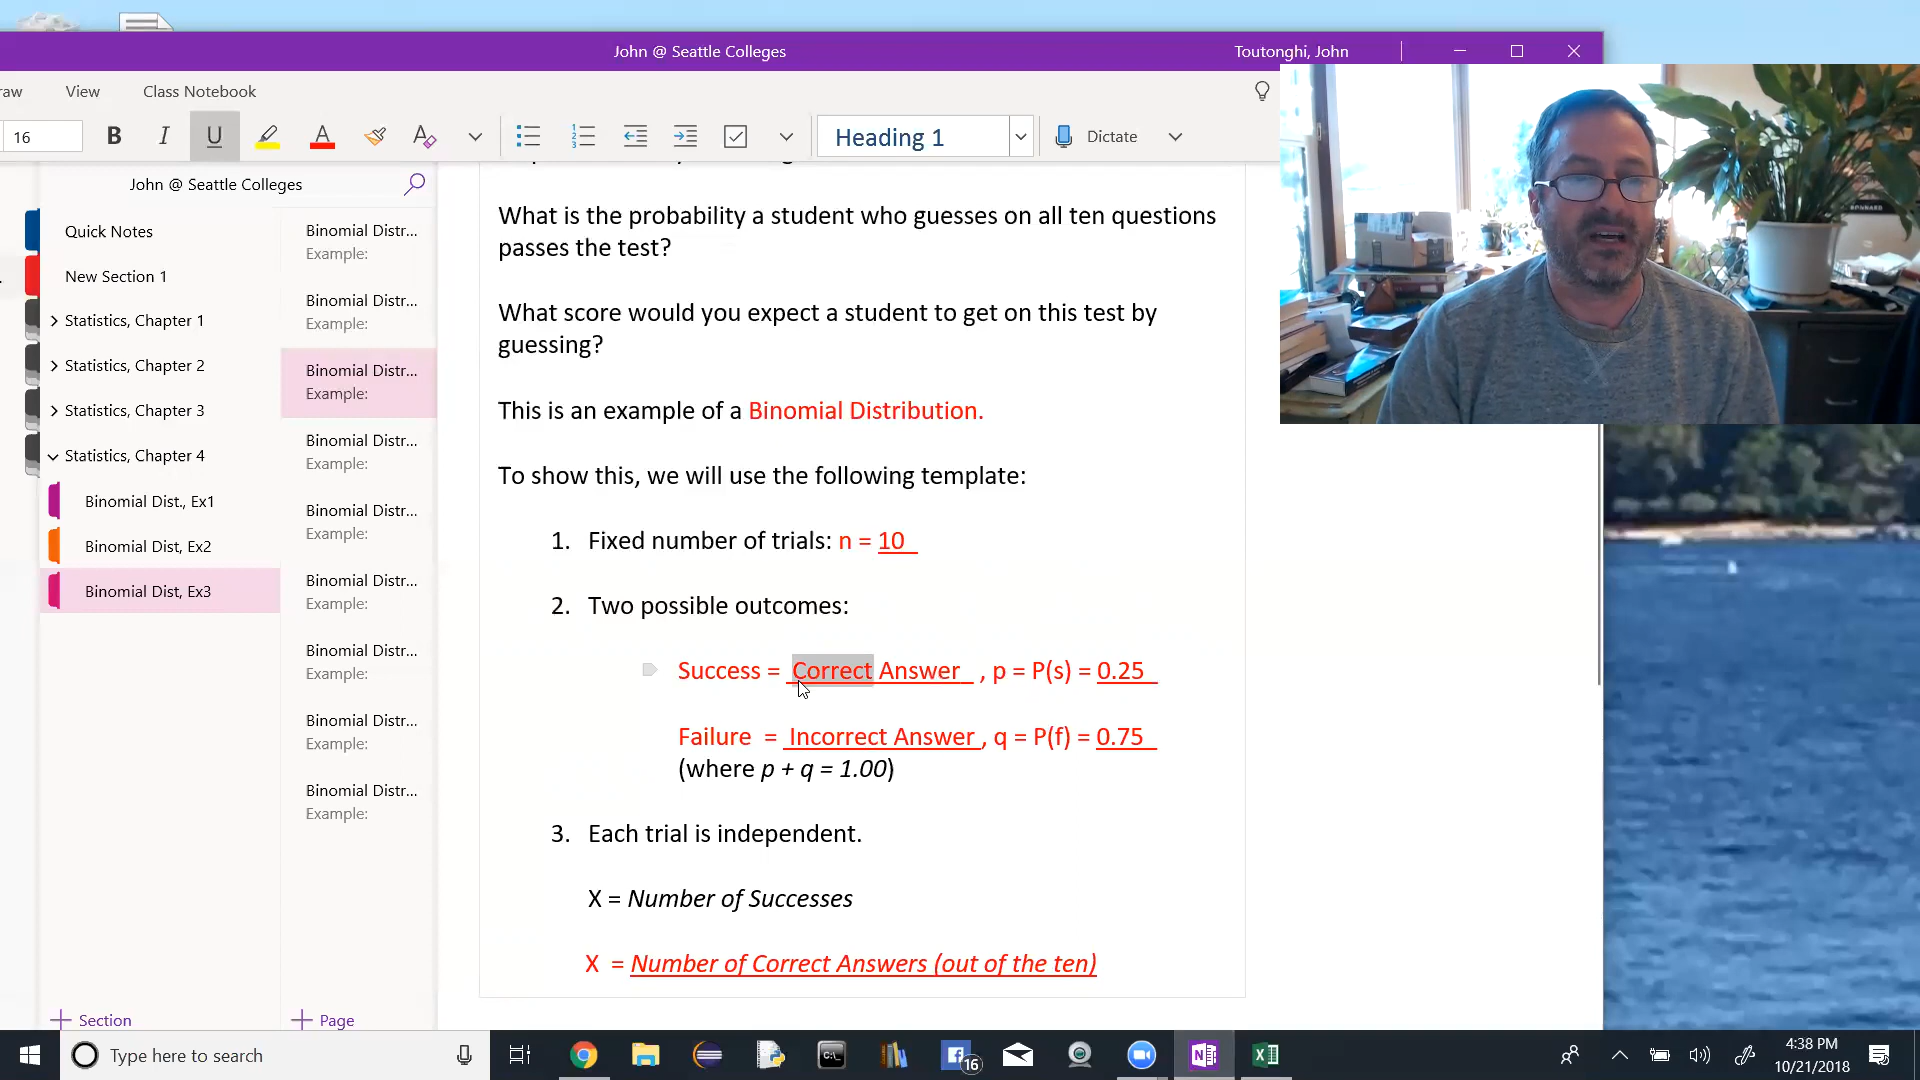 John @ Seattle Colleges
Toutonghi, John
raw
View
Class Notebook
16
B
I
U
A
A
Heading 1
Dictate
John @ Seattle Colleges
Quick Notes
New Section 1
Statistics, Chapter 1
Statistics, Chapter 2
Statistics, Chapter 3
Statistics, Chapter 4
Binomial Dist., Ex1
Binomial Dist, Ex2
Binomial Dist, Ex3
Section
Binomial Distr...
Example:
Binomial Distr...
Example:
Binomial Distr...
Example:
Binomial Distr...
Example:
Binomial Distr...
Example:
Binomial Distr...
Example:
Binomial Distr...
Example:
Binomial Distr...
Example:
Binomial Distr...
Example:
Page
What is the probability a student who guesses on all ten questions
passes the test?
What score would you expect a student to get on this test by
guessing?
This is an example of a Binomial Distribution.
To show this, we will use the following template:
1. Fixed number of trials: n = 10
2. Two possible outcomes:
Success = Correct Answer , p = P(s) = 0.25
Failure = Incorrect Answer , q = P(f) = 0.75
(where p + q = 1.00)
3. Each trial is independent.
X = Number of Successes
X = Number of Correct Answers (out of the ten)
Type here to search
16
4:38 PM
10/21/2018